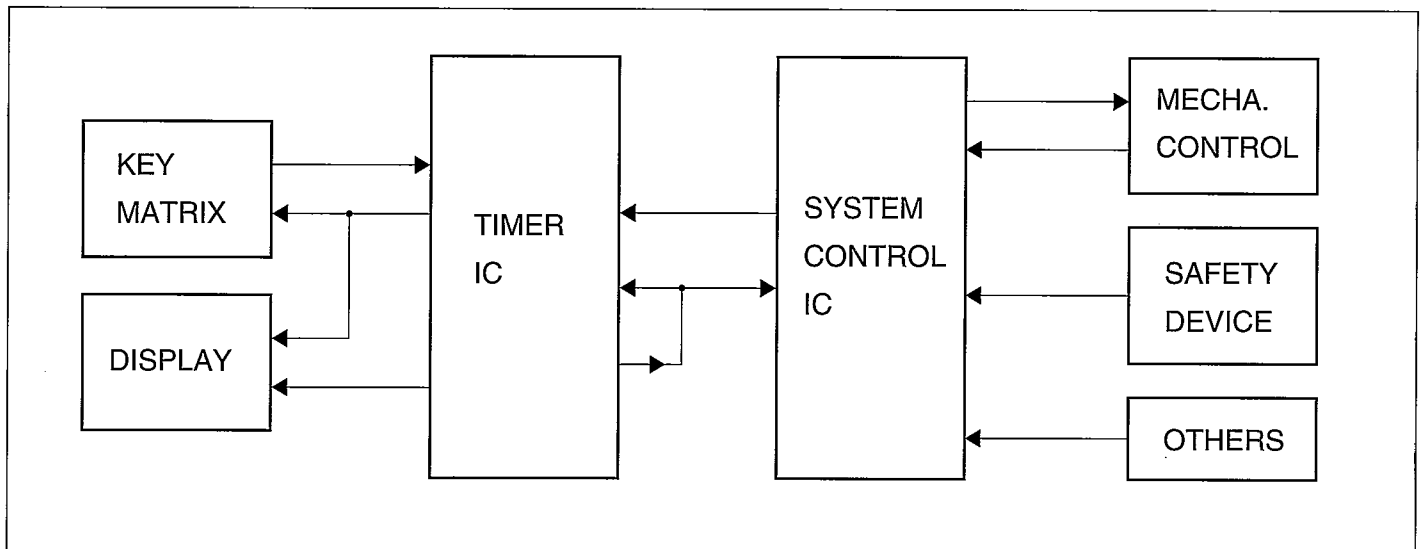 KEY
MATRIX
DISPLAY
TIMER
IC
SYSTEM
CONTROL
IC
MECHA.
CONTROL
SAFETY
DEVICE
OTHERS